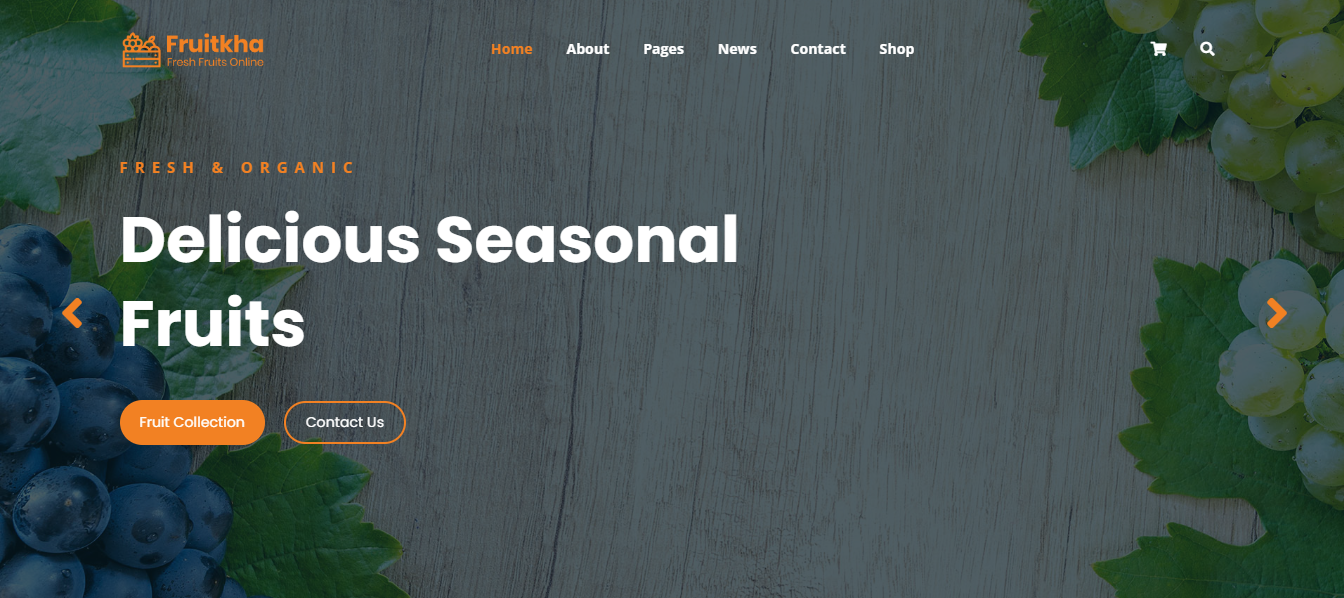 Fruitkha
Fresh Fruits Online
Home About Pages News Contact Shop
FRESH & ORGANIC
Delicious Seasonal
Fruits
Fruit Collection Contact Us